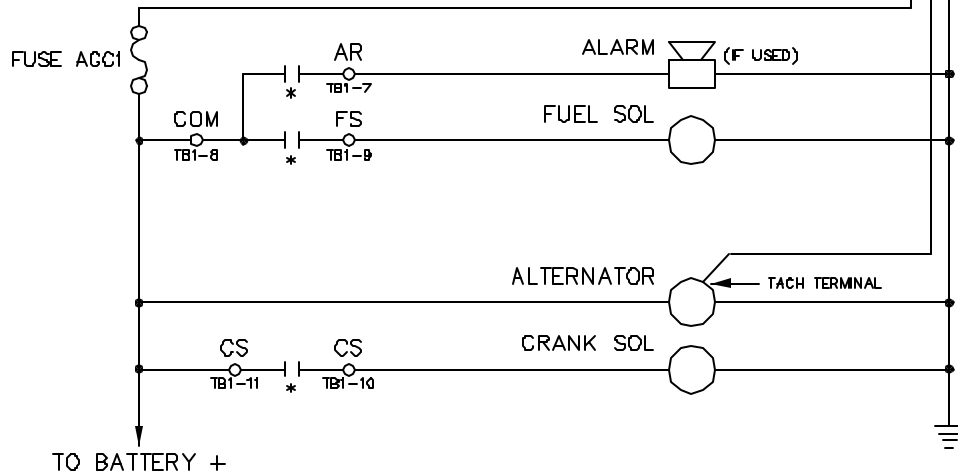 FUSE AGC1
AR
TB1-7
*
ALARM
(IF USED)
COM
TB1-8
FS
TB1-9
*
FUEL SOL
ALTERNATOR
TACH TERMINAL
CS
TB1-11
*
CS
TB1-10
CRANK SOL
TO BATTERY +